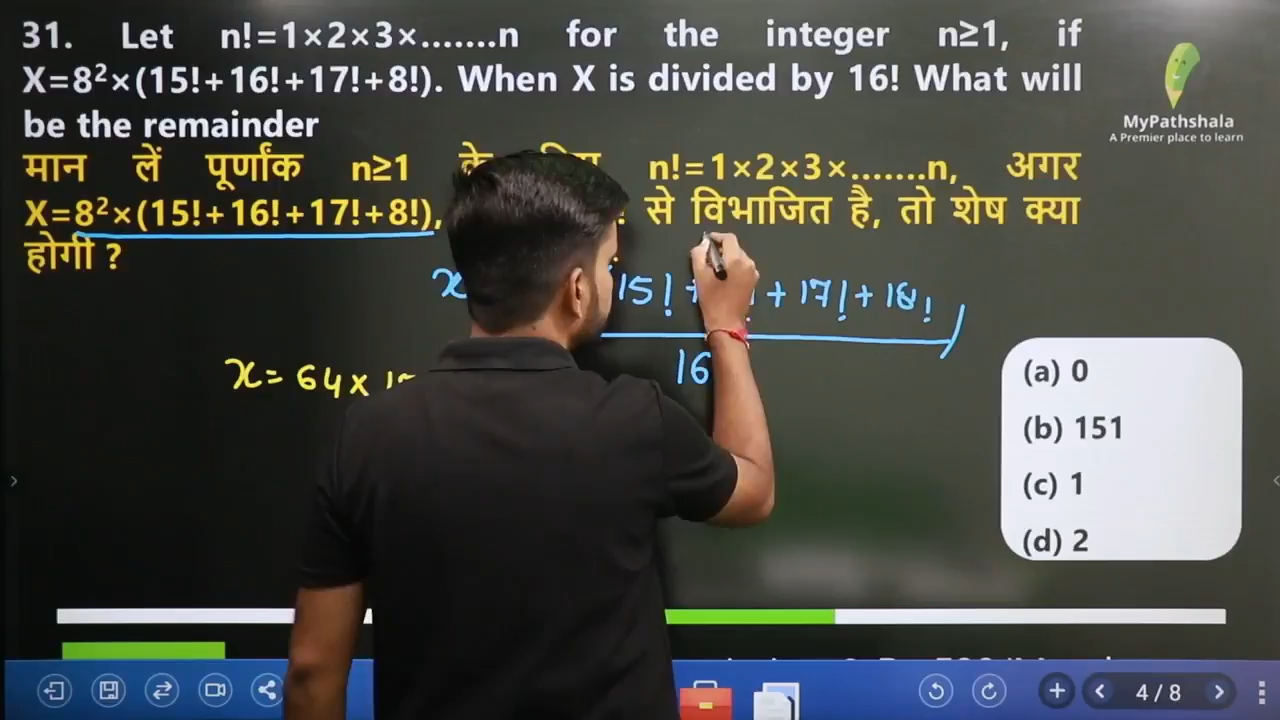 31. Let n!=1×2×3×.......n for the integer n≥1, if
X=8²×(15!+16!+17!+8!). When X is divided by 16! What will
be the remainder
मान लें पूर्णांक n≥1 के n!=1×2×3×.......n, अगर
X=8²×(15!+16!+17!+8!), से विभाजित है, तो शेष क्या
होगी ?
MyPathshala
A Premier place to learn
15! + + 17! + 18!
16
x = 64 ×
(a) 0
(b) 151
(c) 1
(d) 2
4 / 8